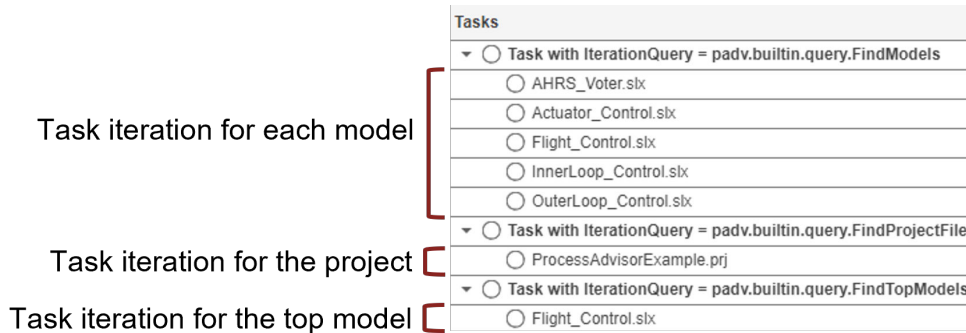 Tasks
Task with IterationQuery = padv.builtin.query.FindModels
AHRS_Voter.slx
Actuator_Control.slx
Task iteration for each model
Flight_Control.slx
InnerLoop_Control.slx
OuterLoop_Control.slx
Task with IterationQuery = padv.builtin.query.FindProjectFile
Task iteration for the project
ProcessAdvisorExample.prj
Task with IterationQuery = padv.builtin.query.FindTopModels
Task iteration for the top model
Flight_Control.slx